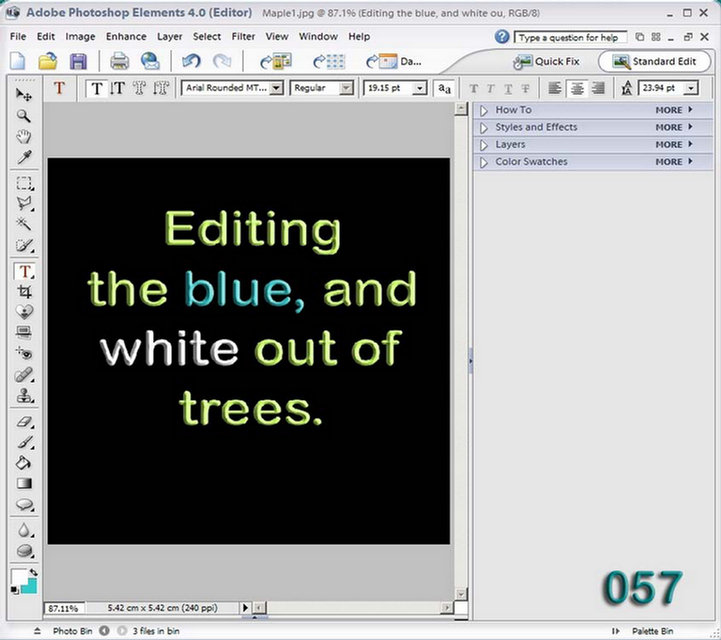 Adobe Photoshop Elements 4.0 (Editor) Maple1.jpg @ 87.1% (Editing the blue, and white ou, RGB/8)
File Edit Image Enhance Layer Select Filter View Window Help Type a question for help
Da... Quick Fix Standard Edit
T T T T T Arial Rounded MT... Regular 19.15 pt aa T T T T 23.94 pt
How To MORE
Styles and Effects MORE
Layers MORE
Color Swatches MORE
Editing
the blue, and
white out of
trees.
T
057
87.11% 5.42 cm x 5.42 cm (240 ppi)
Photo Bin 3 files in bin Palette Bin